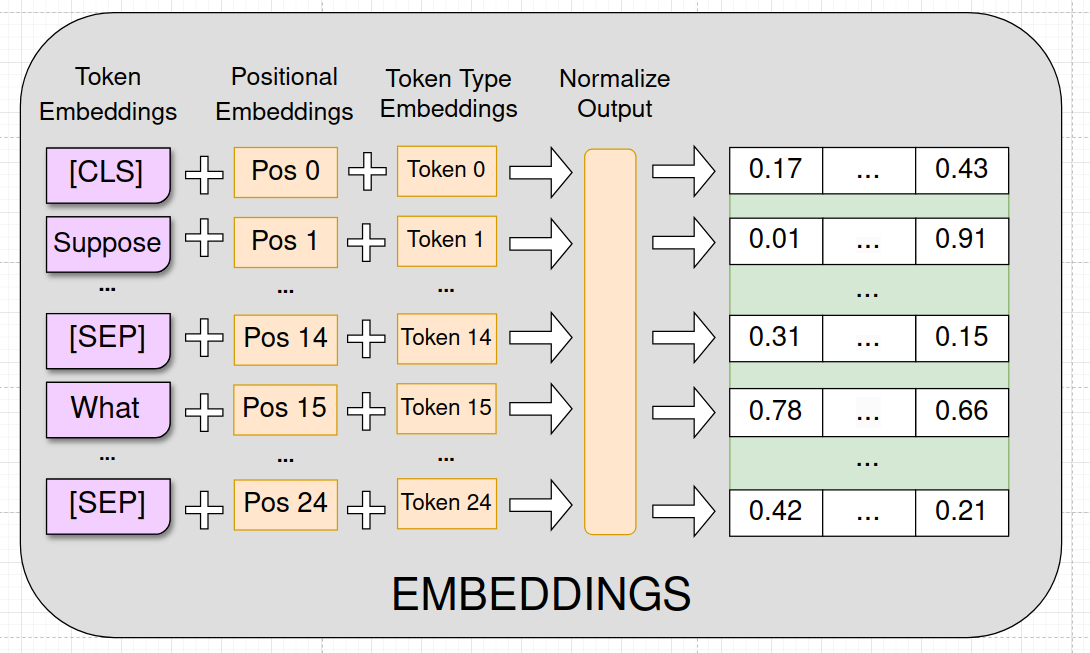 Token Embeddings
Positional Embeddings
Token Type Embeddings
Normalize Output
[CLS] Pos 0 Token 0 0.17 ... 0.43
Suppose Pos 1 Token 1 0.01 ... 0.91
... ... ... ...
[SEP] Pos 14 Token 14 0.31 ... 0.15
What Pos 15 Token 15 0.78 ... 0.66
... ... ... ...
[SEP] Pos 24 Token 24 0.42 ... 0.21
EMBEDDINGS